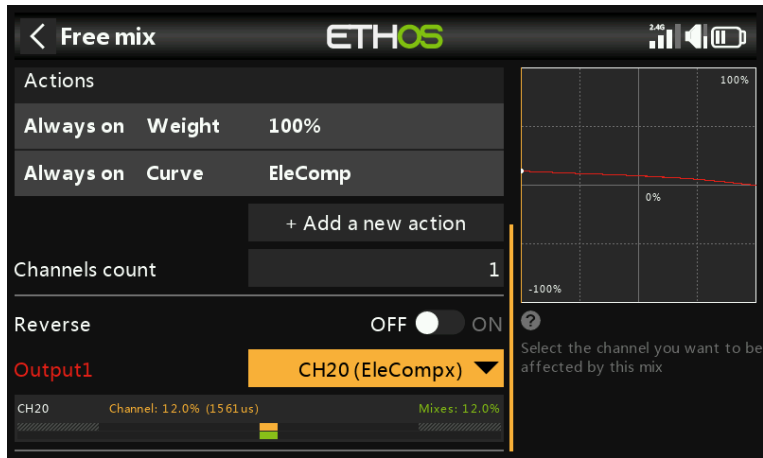 Free mix
ETHOS
2.4G
Actions
Always on Weight 100%
Always on Curve EleComp
+ Add a new action
Channels count 1
Reverse OFF ON
Output1 CH20 (EleCompx)
CH20 Channel: 12.0% (1561us) Mixes: 12.0%
100%
0%
-100%
?
Select the channel you want to be
affected by this mix